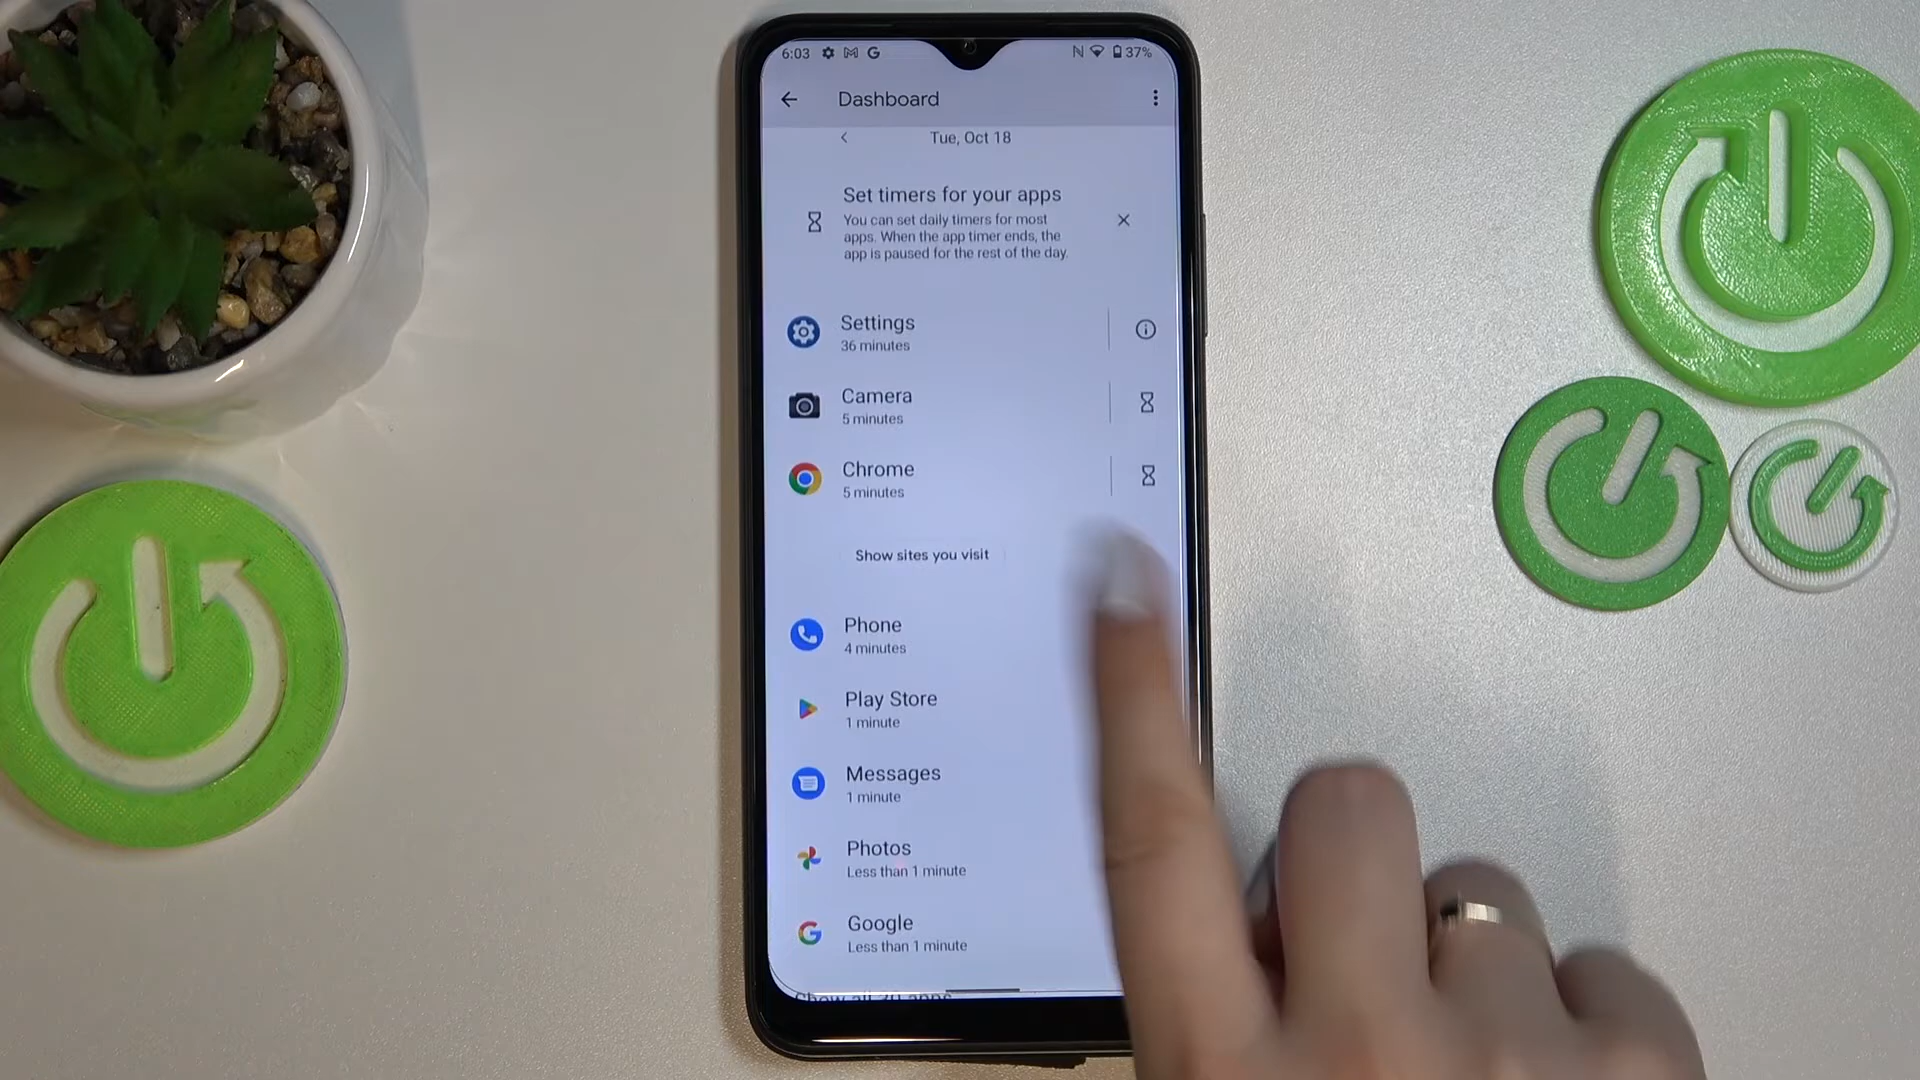 6:03
37%
Dashboard
Tue, Oct 18
Set timers for your apps
You can set daily timers for most
apps. When the app timer ends, the
app is paused for the rest of the day.
Settings
36 minutes
Camera
5 minutes
Chrome
5 minutes
Show sites you visit
Phone
4 minutes
Play Store
1 minute
Messages
1 minute
Photos
Less than 1 minute
Google
Less than 1 minute